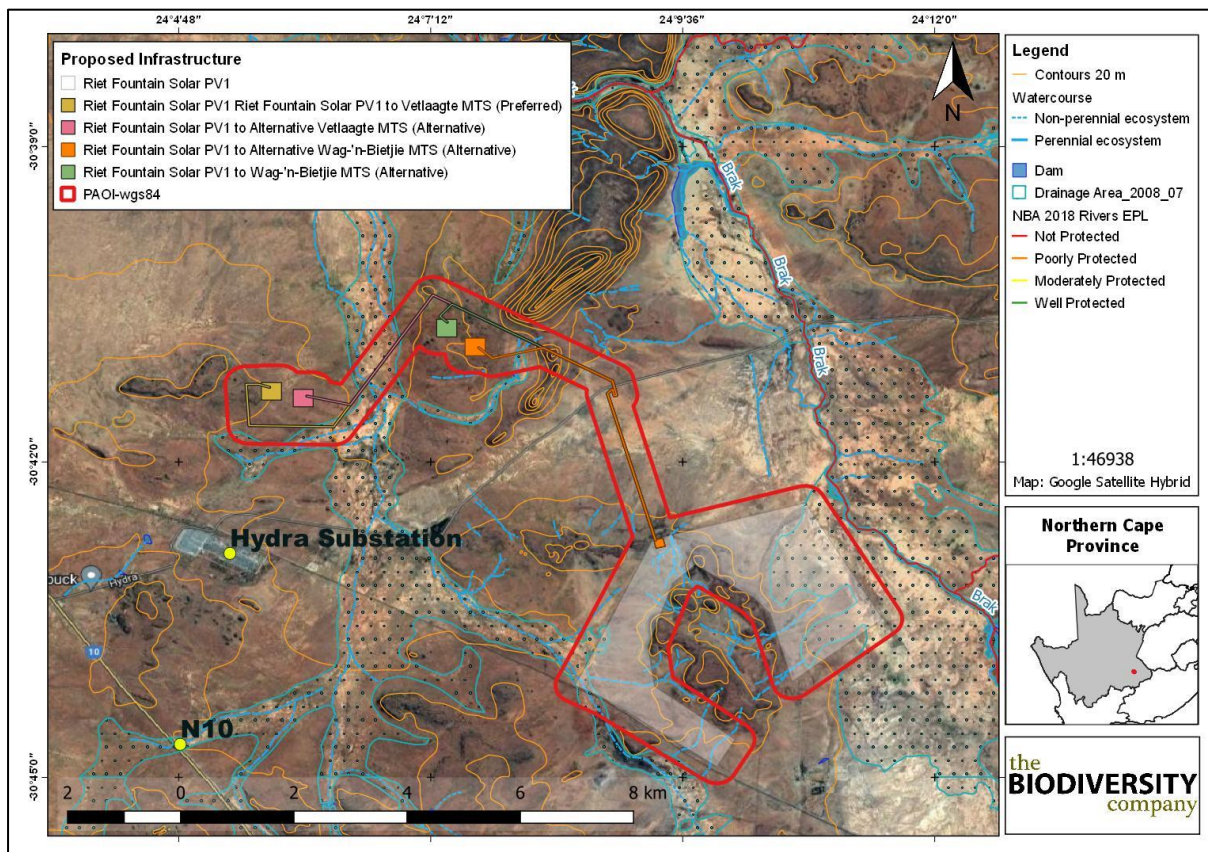 24°4'48"
24°7'12"
24°9'36"
24°12'0"
Proposed Infrastructure
Riet Fountain Solar PV1
Riet Fountain Solar PV1 Riet Fountain Solar PV1 to Vetlaagte MTS (Preferred)
Riet Fountain Solar PV1 to Alternative Vetlaagte MTS (Alternative)
Riet Fountain Solar PV1 to Alternative Wag-'n-Bietjie MTS (Alternative)
Riet Fountain Solar PV1 to Wag-'n-Bietjie MTS (Alternative)
PAOI-wgs84
N
-30°39'0"
-30°42'0"
-30°45'0"
Brak
Brak
Brak
Brak
Hydra Substation
ouck
Hydra
10
N10
2
0
2
4
8 km
Legend
Contours 20 m
Watercourse
Non-perennial ecosystem
Perennial ecosystem
Dam
Drainage Area_2008_07
NBA 2018 Rivers EPL
Not Protected
Poorly Protected
Moderately Protected
Well Protected
1:46938
Map: Google Satellite Hybrid
Northern Cape
Province
the
BIODIVERSITY
company